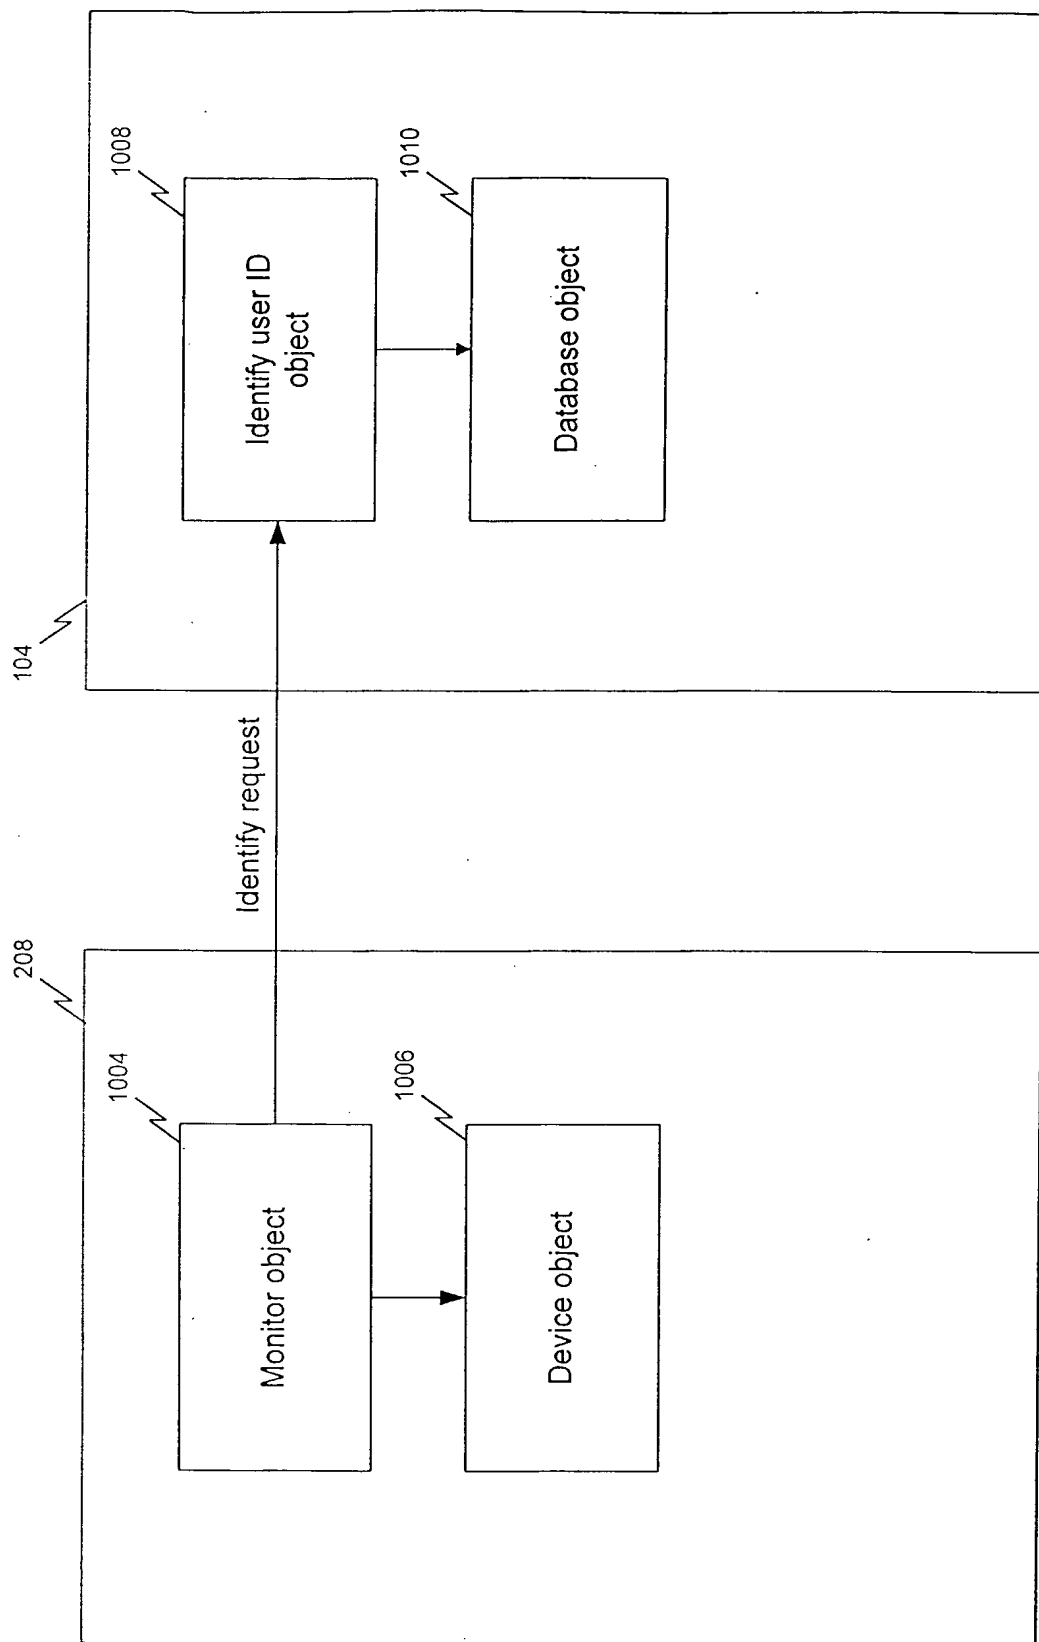 208
104
1004
Monitor object
Identify request
1008
Identify user ID
object
1006
Device object
1010
Database object